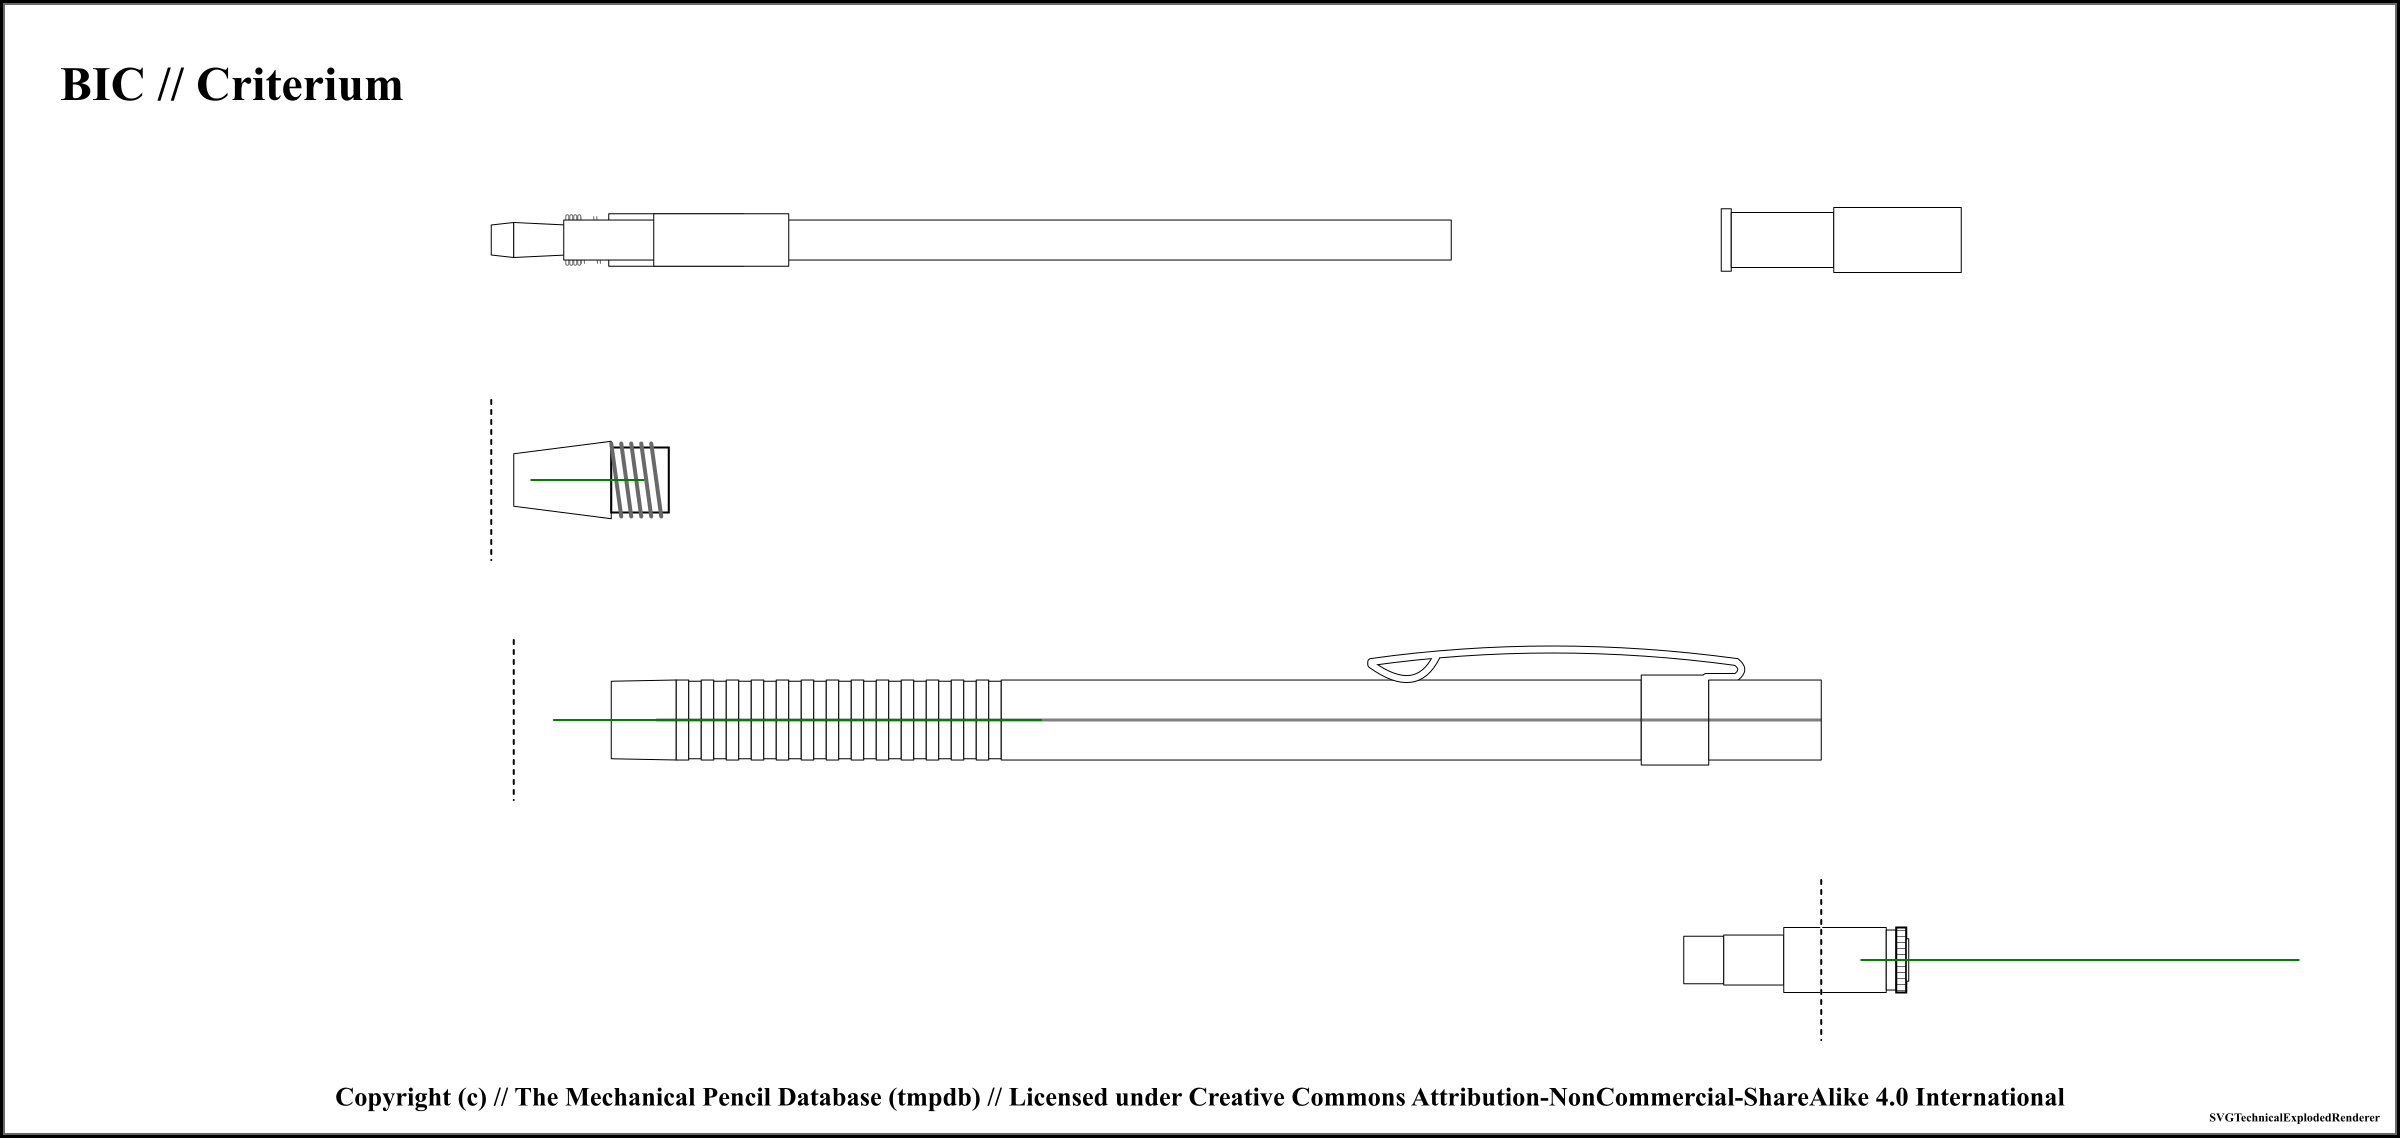 BIC // Criterium
Copyright (c) // The Mechanical Pencil Database (tmpdb) // Licensed under Creative Commons Attribution-NonCommercial-ShareAlike 4.0 International
SVGTechnicalExplodedRenderer